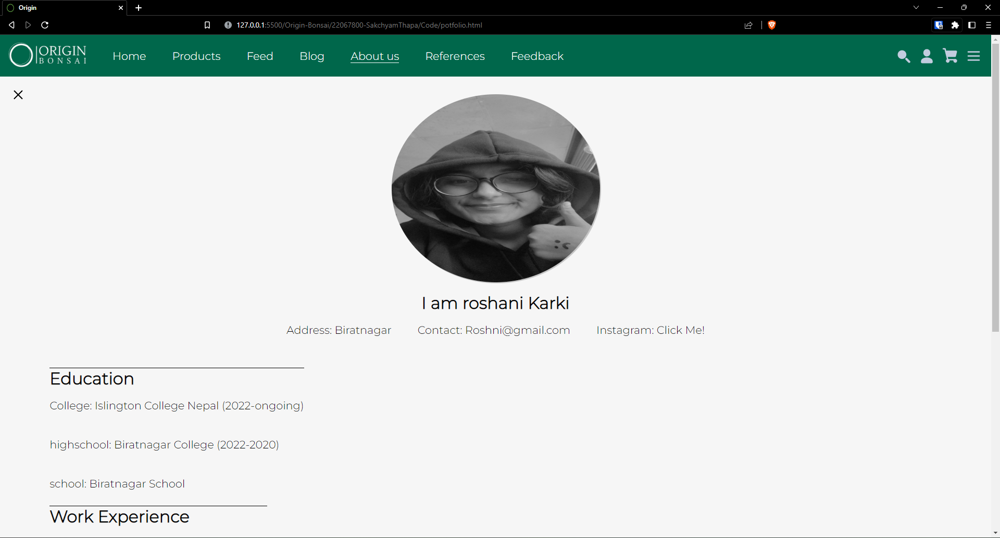 Origin
127.0.0.1:5500/Origin-Bonsai/22067800-SakchyamThapa/Code/potfolio.html
ORIGIN
BONSAI
Home Products Feed Blog About us References Feedback
I am roshani Karki
Address: Biratnagar Contact: Roshni@gmail.com Instagram: Click Me!
Education
College: Islington College Nepal (2022-ongoing)
highschool: Biratnagar College (2022-2020)
school: Biratnagar School
Work Experience